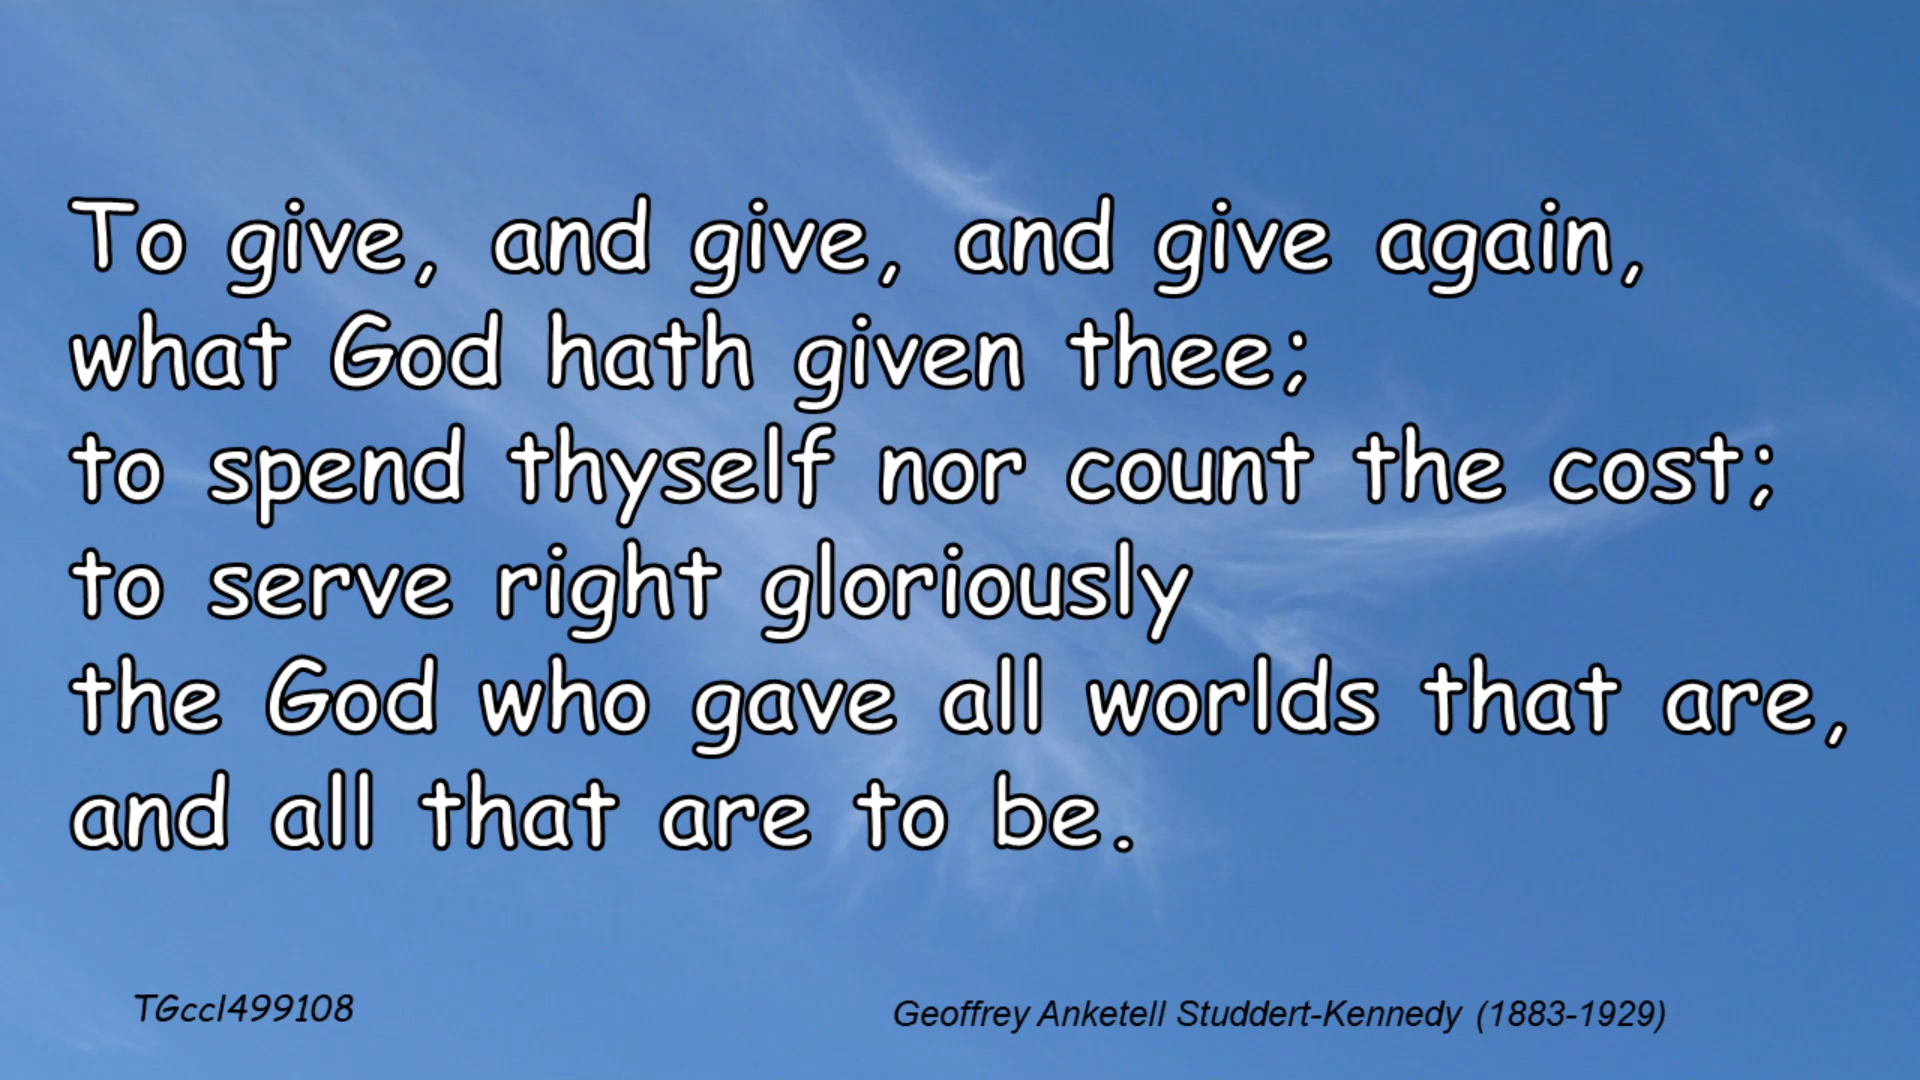 To give, and give, and give again,
what God hath given thee;
to spend thyself nor count the cost;
to serve right gloriously
the God who gave all worlds that are,
and all that are to be.
TGccl499108
Geoffrey Anketell Studdert-Kennedy (1883-1929)